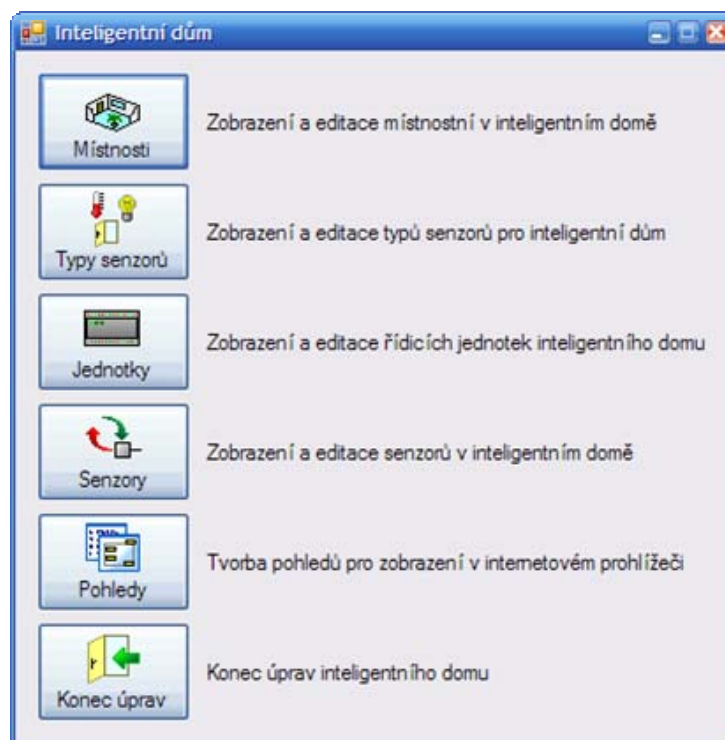 Inteligentní dům
Místnosti
Zobrazení a editace místnostní v inteligentním domě
Typy senzorů
Zobrazení a editace typů senzorů pro inteligentní dům
Jednotky
Zobrazení a editace řídicích jednotek inteligentního domu
Senzory
Zobrazení a editace senzorů v inteligentním domě
Pohledy
Tvorba pohledů pro zobrazení v internetovém prohlížeči
Konec úprav
Konec úprav inteligentního domu